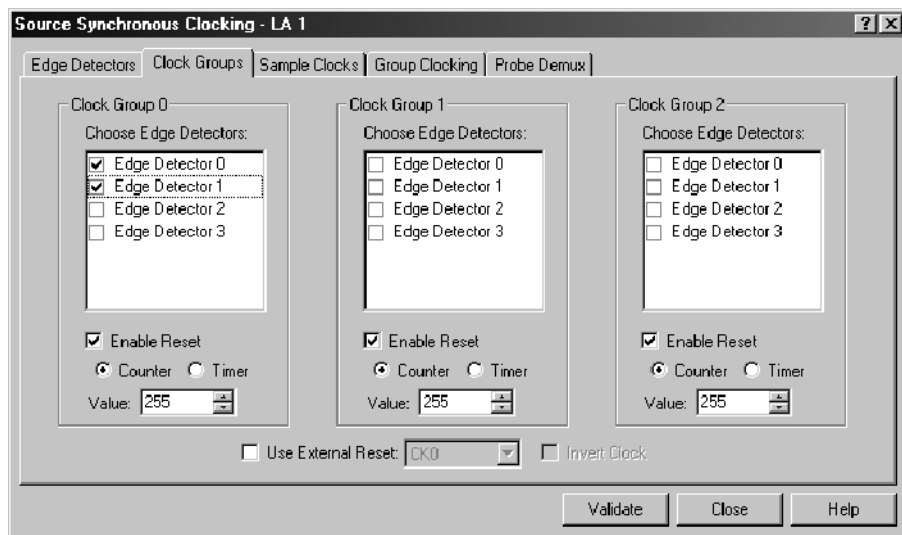 Source Synchronous Clocking - LA 1
Edge Detectors Clock Groups Sample Clocks Group Clocking Probe Demux
Clock Group 0
Choose Edge Detectors:
Edge Detector 0
Edge Detector 1
Edge Detector 2
Edge Detector 3
Enable Reset
Counter Timer
Value: 255
Clock Group 1
Choose Edge Detectors:
Edge Detector 0
Edge Detector 1
Edge Detector 2
Edge Detector 3
Enable Reset
Counter Timer
Value: 255
Clock Group 2
Choose Edge Detectors:
Edge Detector 0
Edge Detector 1
Edge Detector 2
Edge Detector 3
Enable Reset
Counter Timer
Value: 255
Use External Reset: CK0 Invert Clock
Validate Close Help